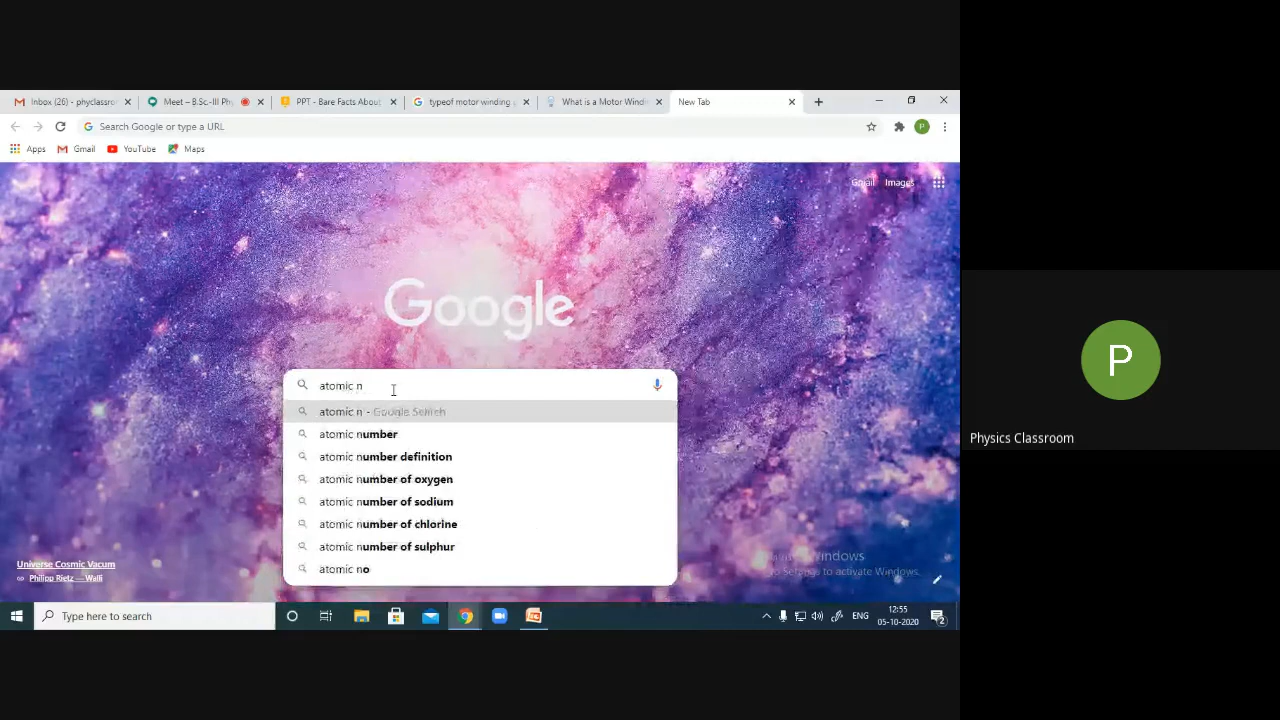 Inbox (26) - phyclassro
Meet – B.Sc.-III Ph
PPT - Bare Facts About
typeof motor winding
What is a Motor Windi
New Tab
Search Google or type a URL
P
Apps
Gmail
YouTube
Maps
Gmail
Images
Google
atomic n
atomic n - Google Search
atomic number
atomic number definition
atomic number of oxygen
atomic number of sodium
atomic number of chlorine
atomic number of sulphur
atomic no
Universe Cosmic Vacum
Philipp Rietz — Walli
Windows
to Settings to activate Windows.
Type here to search
ENG
12:55
05-10-2020
2
P
Physics Classroom